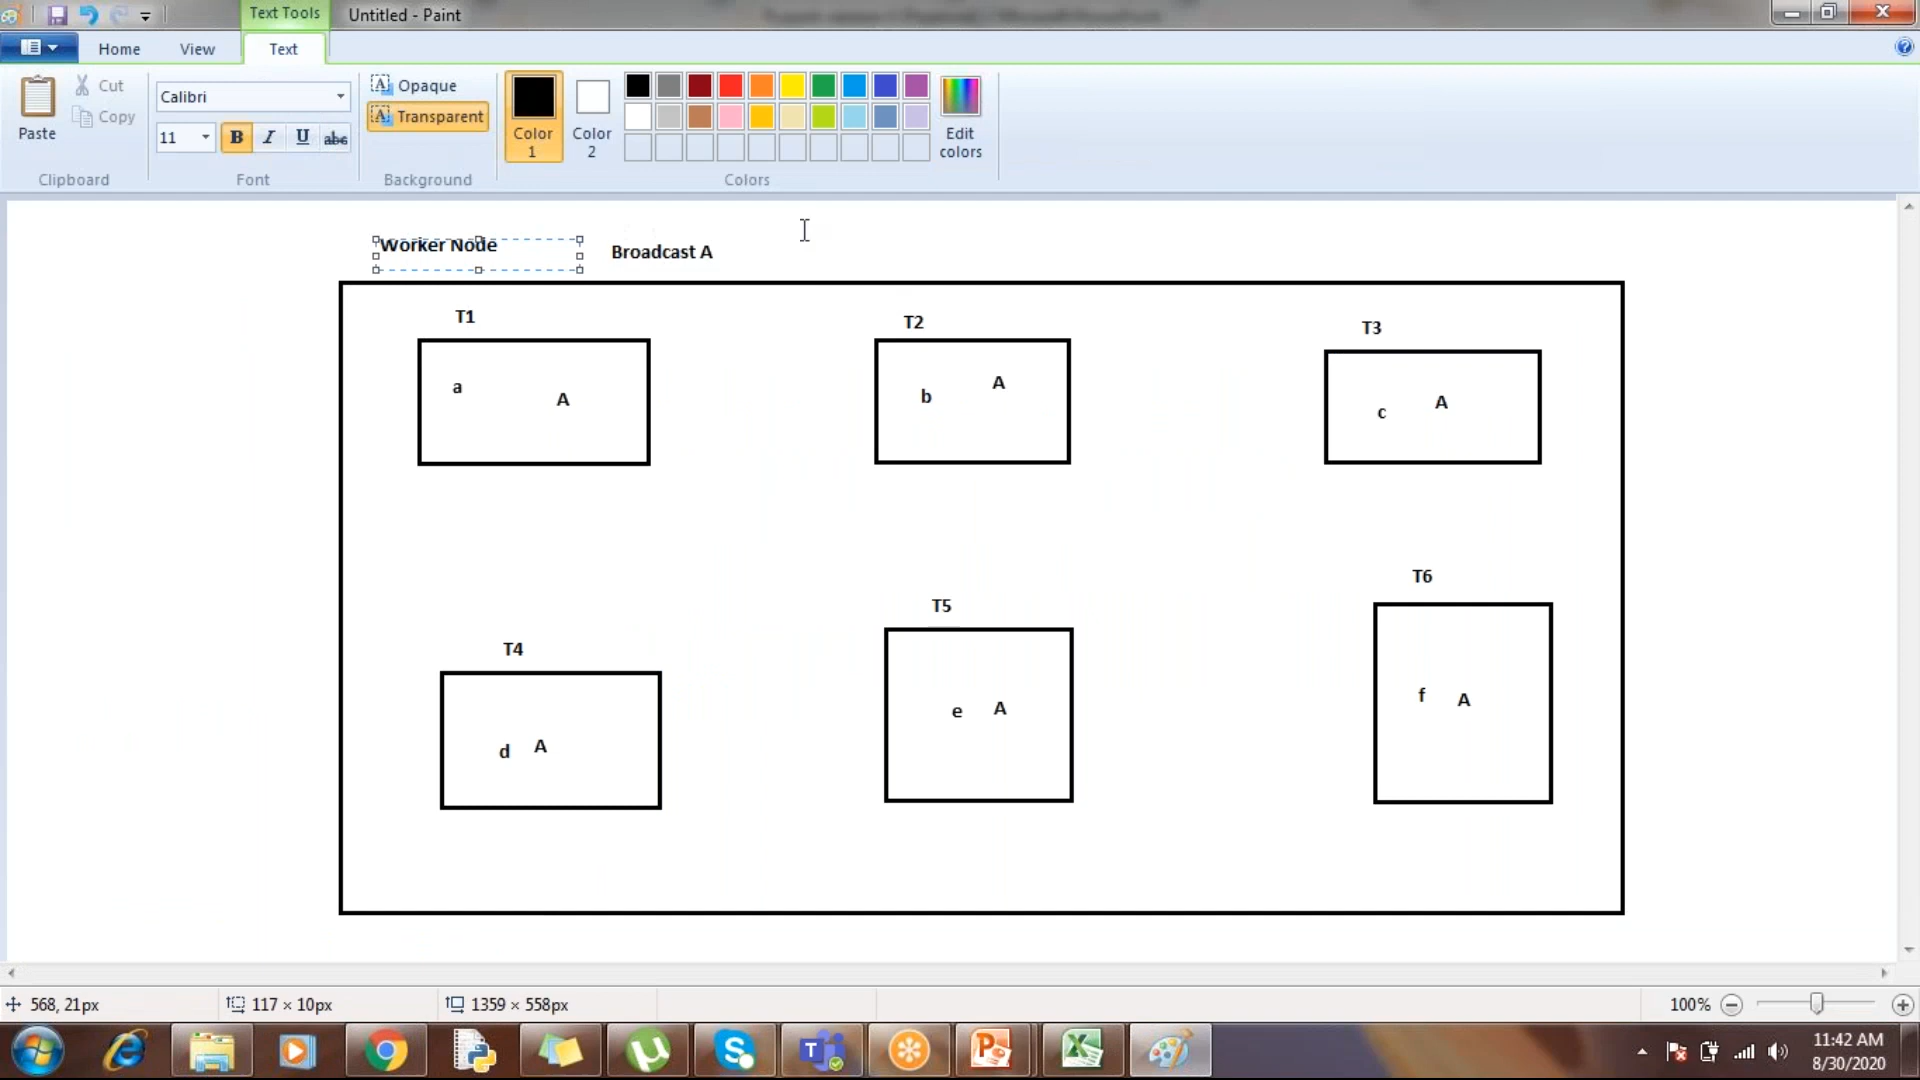 Text Tools
Untitled - Paint
Home
View
Text
Paste
Cut
Copy
Clipboard
Calibri
11
B I U abc
Font
Opaque
Transparent
Background
Color 1
Color 2
Edit colors
Colors
Worker Node
Broadcast A
T1
T2
T3
a A
b A
c A
T4
T5
T6
d A
e A
f A
568, 21px
117 × 10px
1359 × 558px
100%
11:42 AM
8/30/2020